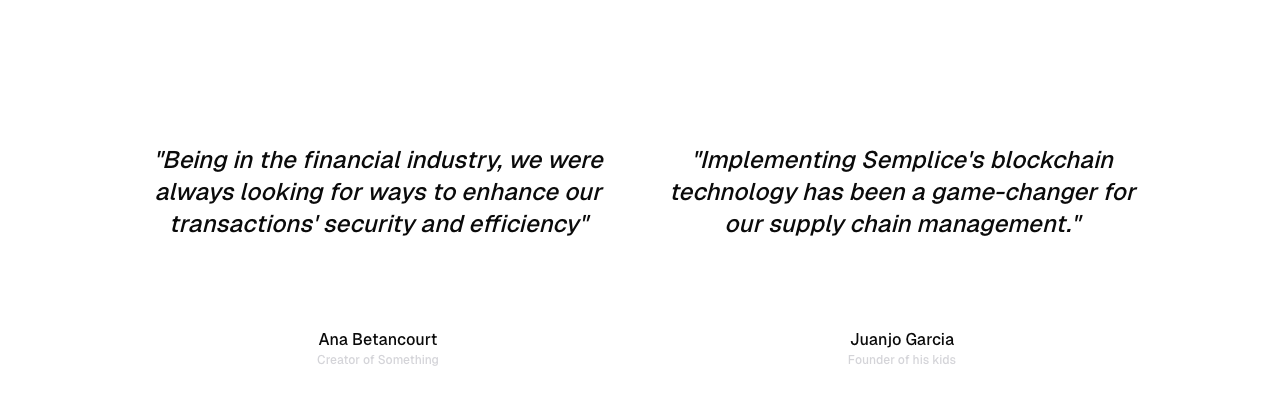 "Being in the financial industry, we were
always looking for ways to enhance our
transactions' security and efficiency"
Ana Betancourt
Creator of Something
"Implementing Semplice's blockchain
technology has been a game-changer for
our supply chain management."
Juanjo Garcia
Founder of his kids